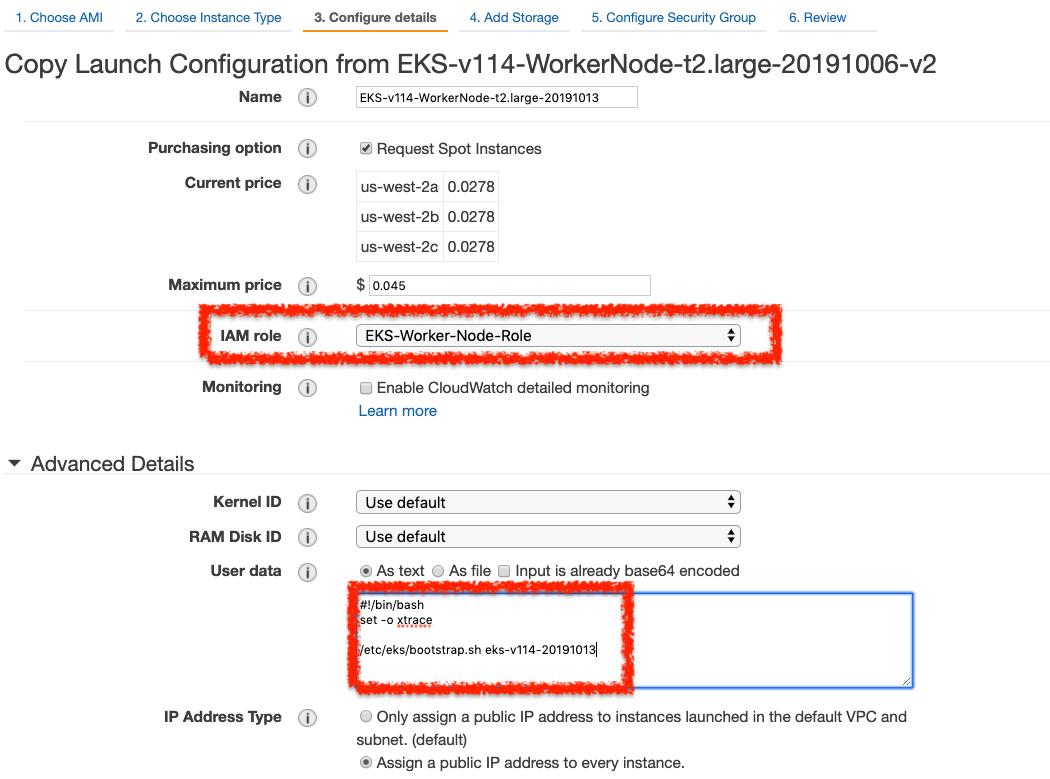 1. Choose AMI 2. Choose Instance Type 3. Configure details 4. Add Storage 5. Configure Security Group 6. Review
Copy Launch Configuration from EKS-v114-WorkerNode-t2.large-20191006-v2
Name i EKS-v114-WorkerNode-t2.large-20191013
Purchasing option i Request Spot Instances
Current price i us-west-2a 0.0278
us-west-2b 0.0278
us-west-2c 0.0278
Maximum price i $ 0.045
IAM role i EKS-Worker-Node-Role
Monitoring i Enable CloudWatch detailed monitoring
Learn more
Advanced Details
Kernel ID i Use default
RAM Disk ID i Use default
User data i As text As file Input is already base64 encoded
#!/bin/bash
set -o xtrace
/etc/eks/bootstrap.sh eks-v114-20191013
IP Address Type i Only assign a public IP address to instances launched in the default VPC and
subnet. (default)
Assign a public IP address to every instance.